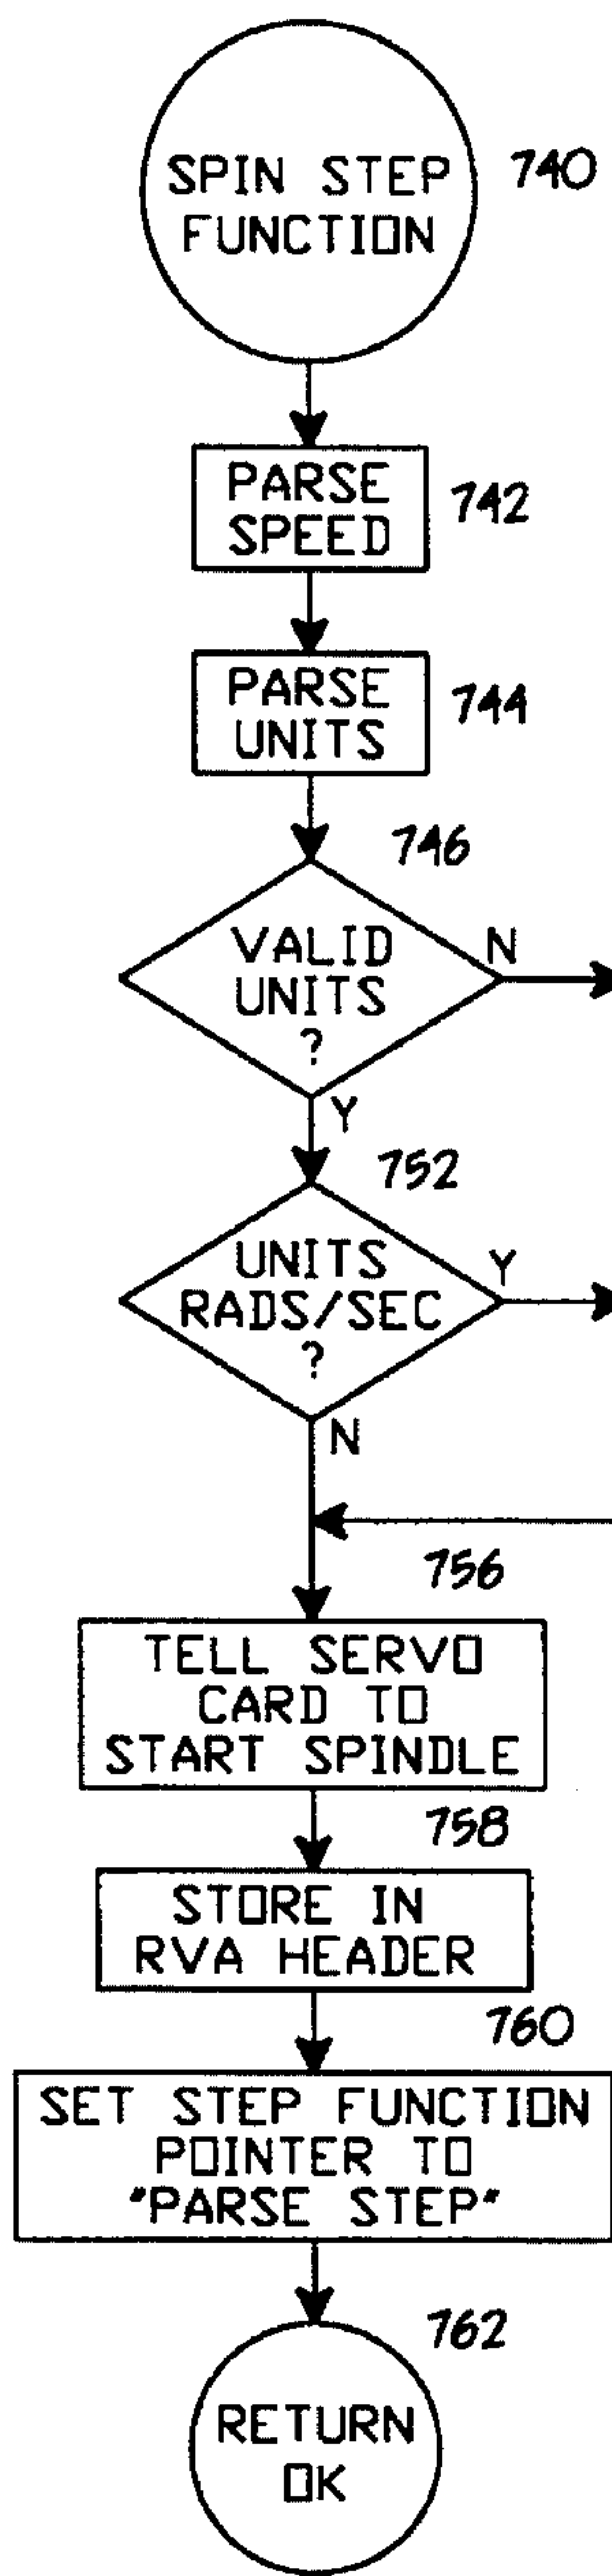 SPIN STEP
FUNCTION
740
PARSE
SPEED
742
PARSE
UNITS
744
746
VALID
UNITS
?
N
Y
752
UNITS
RADS/SEC
?
Y
N
756
TELL SERVO
CARD TO
START SPINDLE
758
STORE IN
RVA HEADER
760
SET STEP FUNCTION
POINTER TO
"PARSE STEP"
762
RETURN
OK